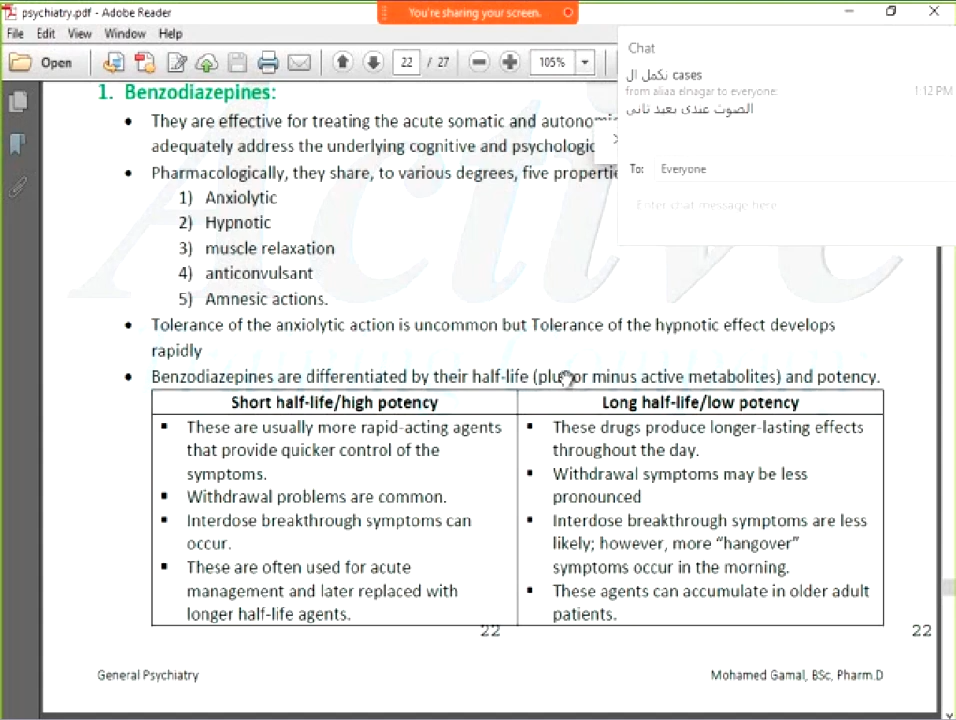 psychiatry.pdf - Adobe Reader
You're sharing your screen.
File Edit View Window Help
Open
22 / 27
105%
Chat
نكمل ال cases
from aliaa elnagar to everyone:
1:12 PM
الصوت عندى بعيد تانى
To: Everyone
Enter chat message here
1. Benzodiazepines:
• They are effective for treating the acute somatic and autonomi
adequately address the underlying cognitive and psychologic
• Pharmacologically, they share, to various degrees, five propertie
1) Anxiolytic
2) Hypnotic
3) muscle relaxation
4) anticonvulsant
5) Amnesic actions.
• Tolerance of the anxiolytic action is uncommon but Tolerance of the hypnotic effect develops
rapidly
• Benzodiazepines are differentiated by their half-life (plus or minus active metabolites) and potency.
Short half-life/high potency
▪ These are usually more rapid-acting agents
that provide quicker control of the
symptoms.
▪ Withdrawal problems are common.
▪ Interdose breakthrough symptoms can
occur.
▪ These are often used for acute
management and later replaced with
longer half-life agents.
Long half-life/low potency
▪ These drugs produce longer-lasting effects
throughout the day.
▪ Withdrawal symptoms may be less
pronounced
▪ Interdose breakthrough symptoms are less
likely; however, more “hangover”
symptoms occur in the morning.
▪ These agents can accumulate in older adult
patients.
22
22
General Psychiatry
Mohamed Gamal, BSc, Pharm.D
Active